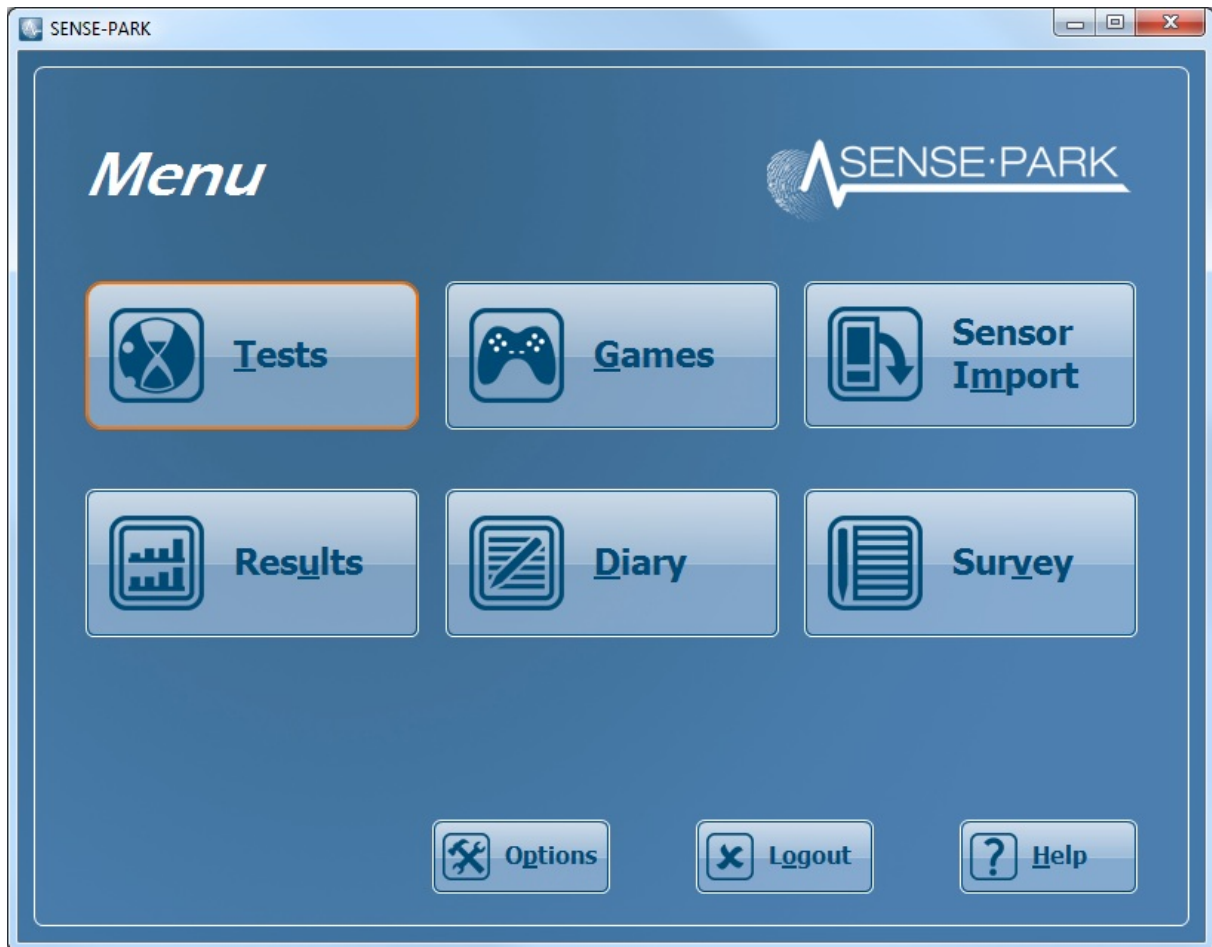 SENSE-PARK
Menu
SENSE·PARK
Tests
Games
Sensor
Import
Results
Diary
Survey
Options
Logout
Help